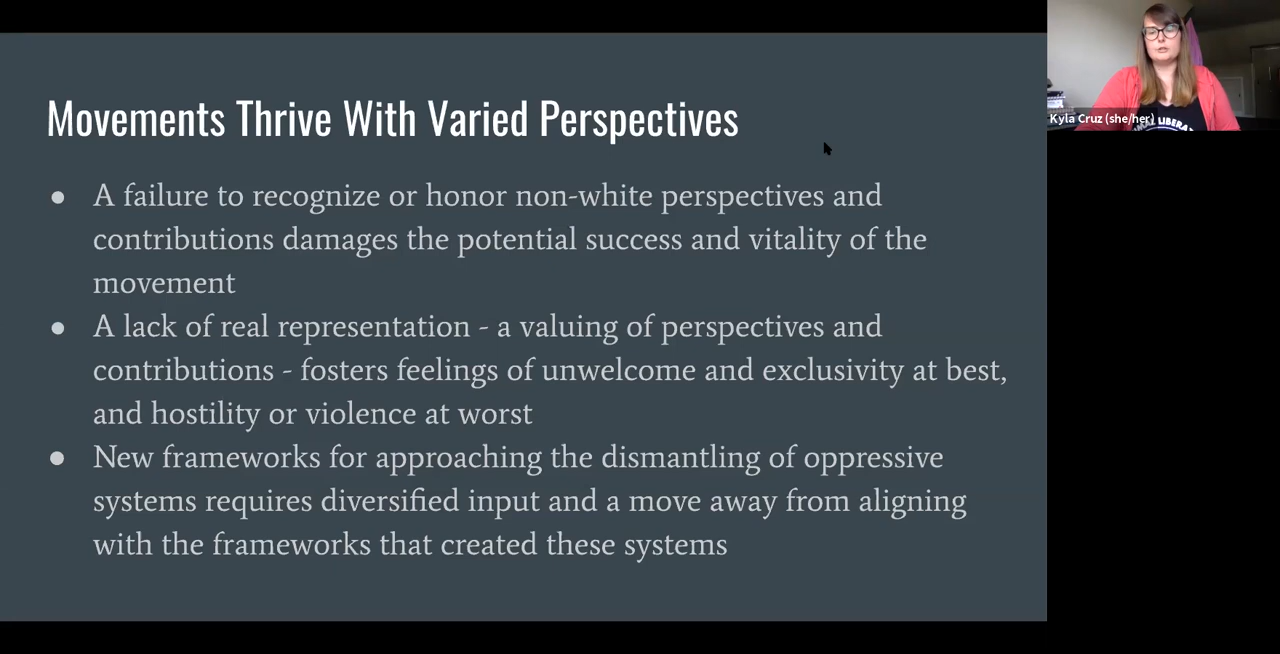 Movements Thrive With Varied Perspectives
● A failure to recognize or honor non-white perspectives and
contributions damages the potential success and vitality of the
movement
● A lack of real representation - a valuing of perspectives and
contributions - fosters feelings of unwelcome and exclusivity at best,
and hostility or violence at worst
● New frameworks for approaching the dismantling of oppressive
systems requires diversified input and a move away from aligning
with the frameworks that created these systems
Kyla Cruz (she/her)